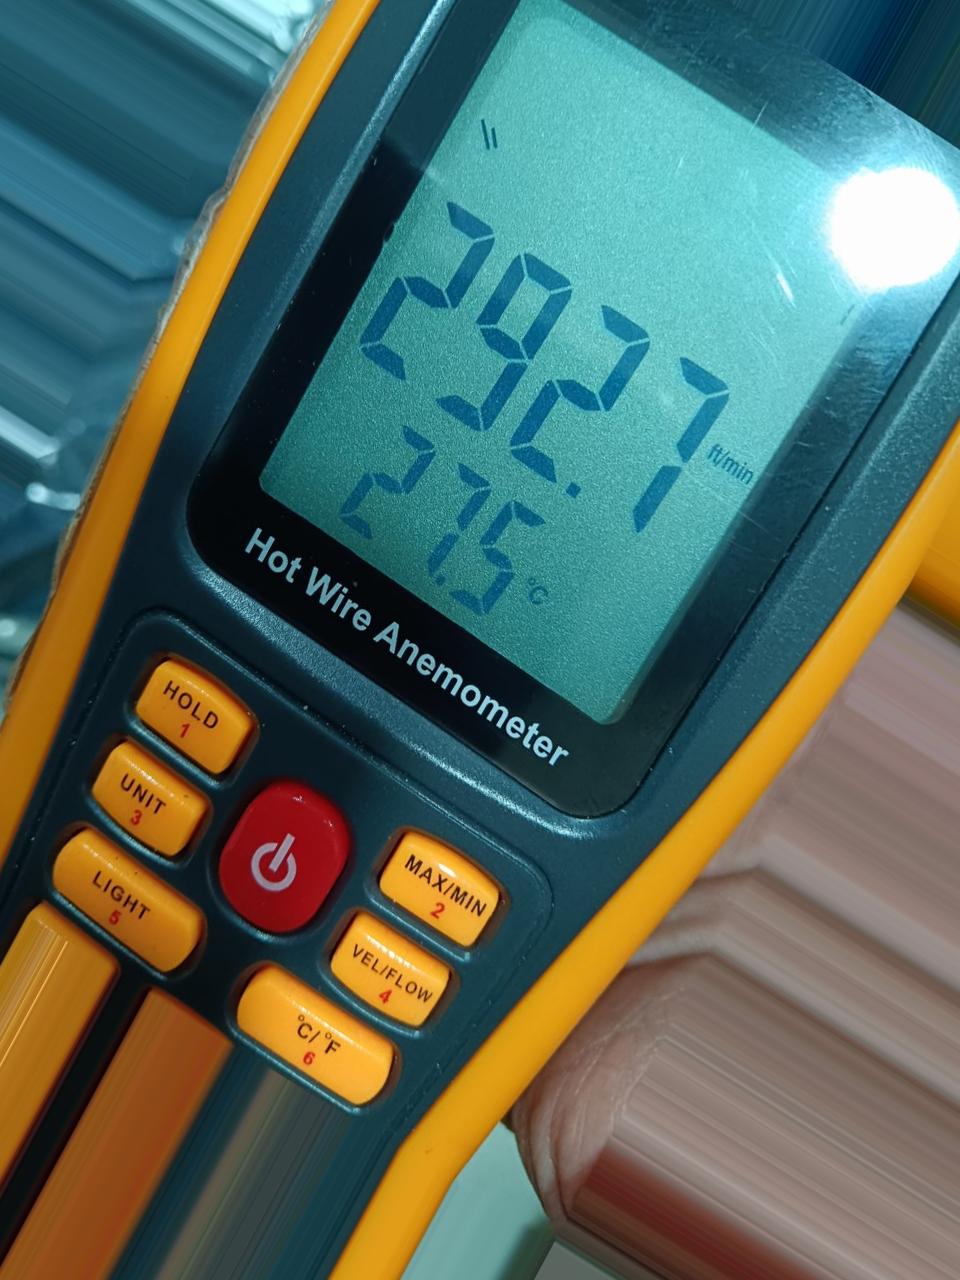 292.7 ft/min
27.5 °C
Hot Wire Anemometer
HOLD
1
UNIT
3
LIGHT
5
MAX/MIN
2
VEL/FLOW
4
°C/°F
6